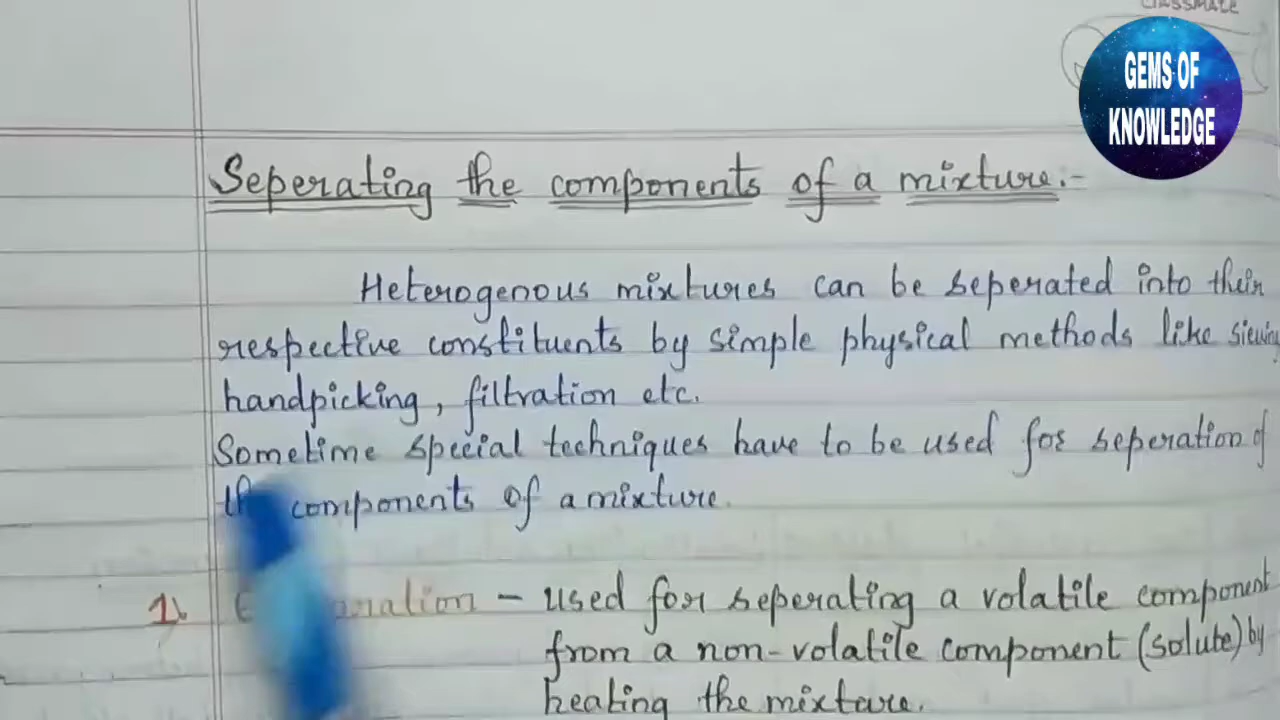 classmate
GEMS OF
KNOWLEDGE
Seperating the components of a mixture:-
Heterogenous mixtures can be seperated into their
respective constituents by simple physical methods like
handpicking, filtration etc.
Sometime special techniques have to be used for seperation of
components of a mixture.
1). - used for seperating a volatile component
from a non-volatile component (solute) by
heating the mixture.